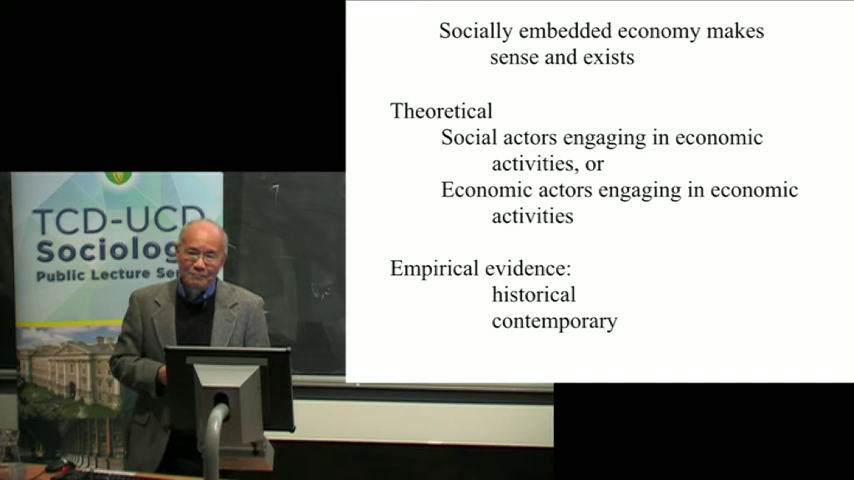 Socially embedded economy makes
sense and exists
Theoretical
Social actors engaging in economic
activities, or
Economic actors engaging in economic
activities
Empirical evidence:
historical
contemporary
TCD-UCD
Sociology
Public Lecture